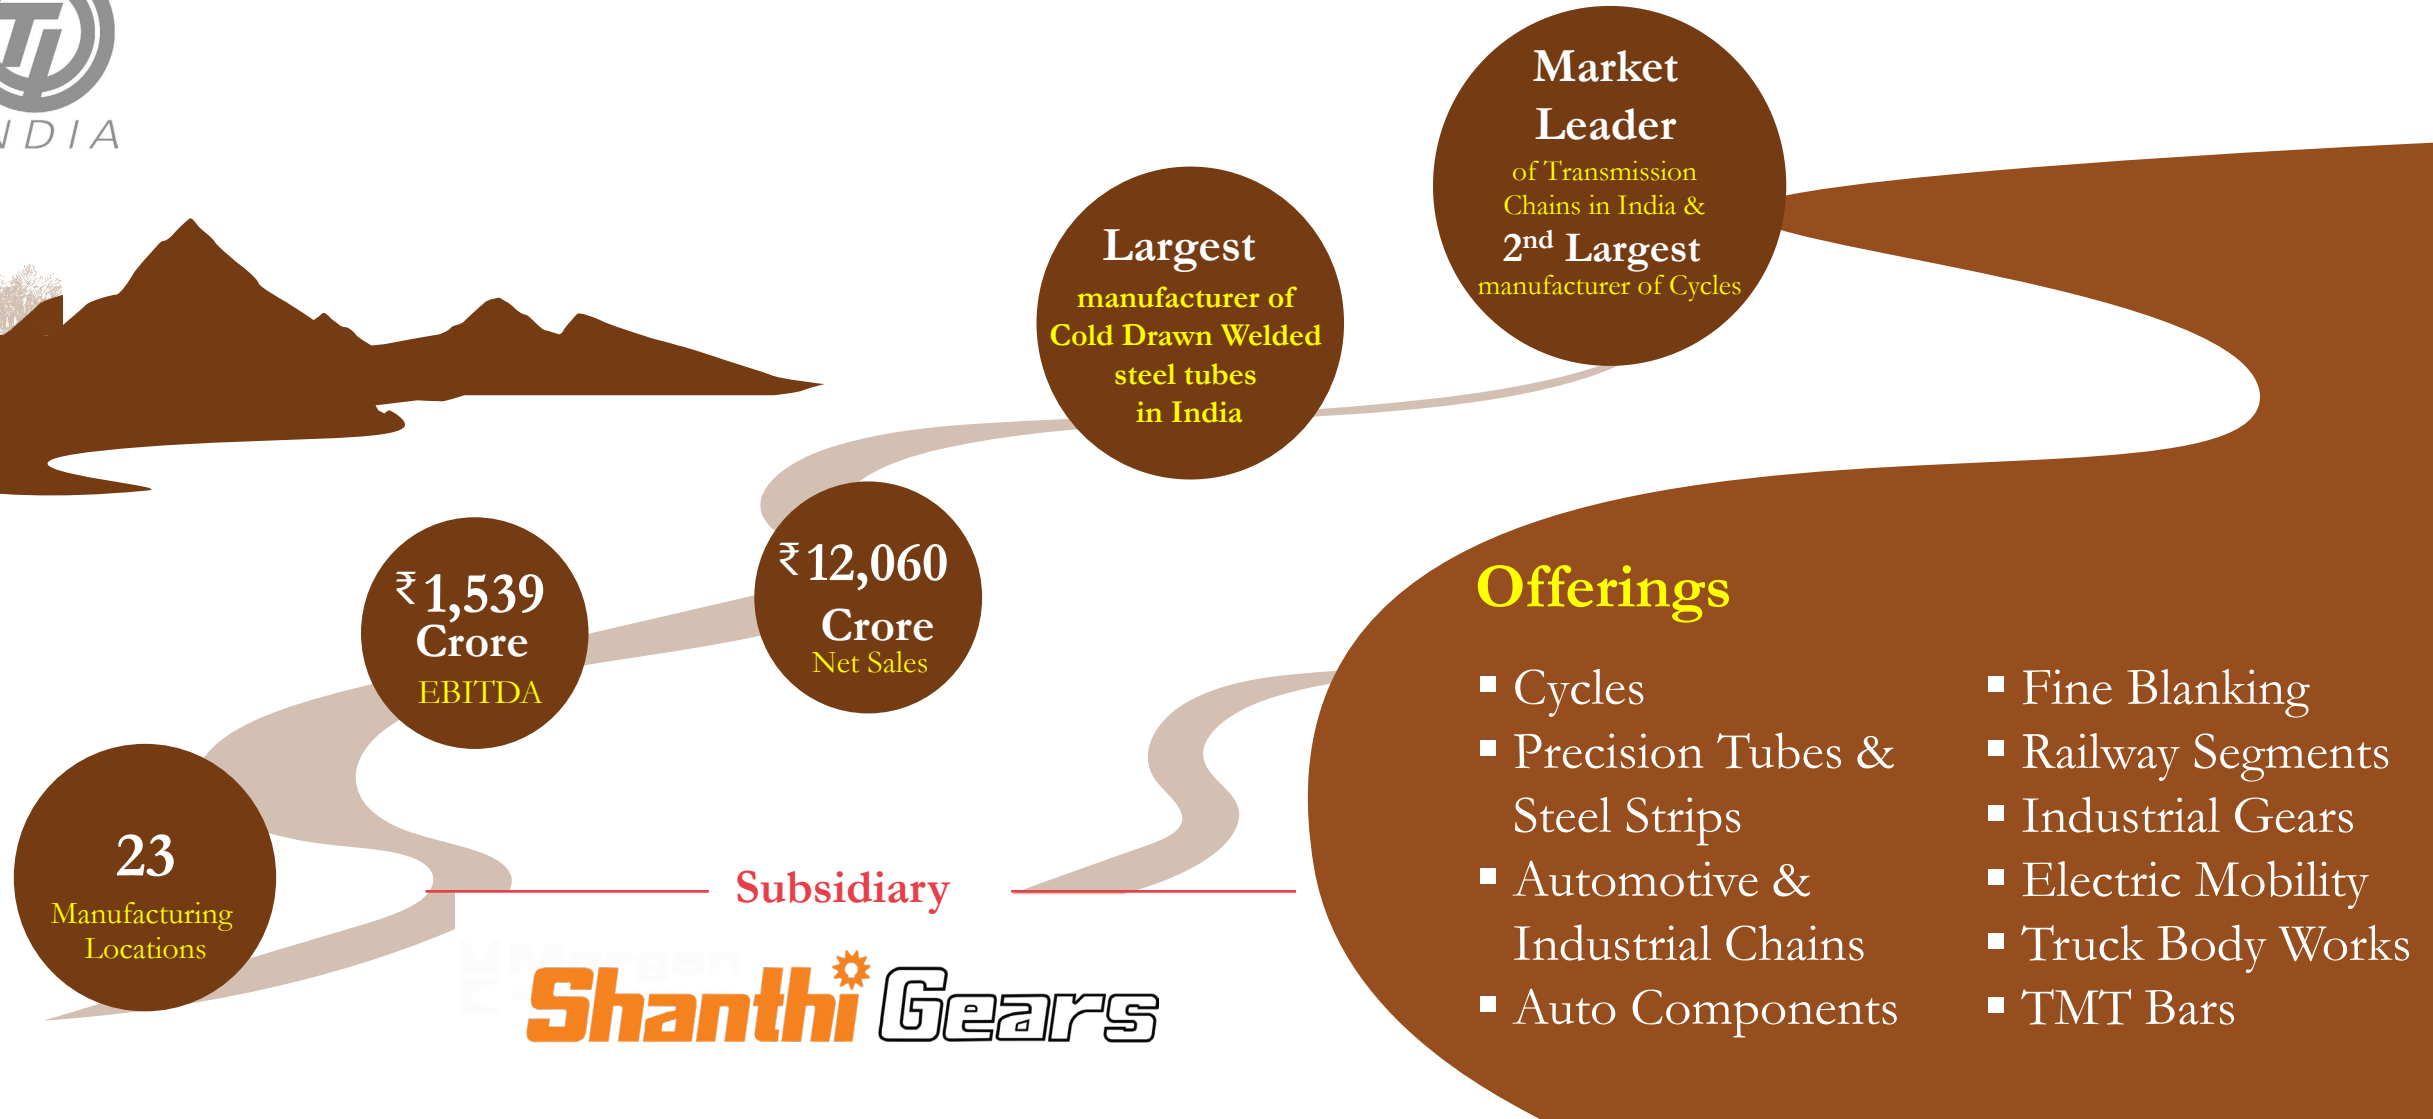 TI
NDIA
Market
Leader
of Transmission
Chains in India &
2nd Largest
manufacturer of Cycles
Largest
manufacturer of
Cold Drawn Welded
steel tubes
in India
₹12,060
Crore
Net Sales
₹1,539
Crore
EBITDA
23
Manufacturing
Locations
Subsidiary
Shanthi Gears
Offerings
▪ Cycles
▪ Precision Tubes &
Steel Strips
▪ Automotive &
Industrial Chains
▪ Auto Components
▪ Fine Blanking
▪ Railway Segments
▪ Industrial Gears
▪ Electric Mobility
▪ Truck Body Works
▪ TMT Bars